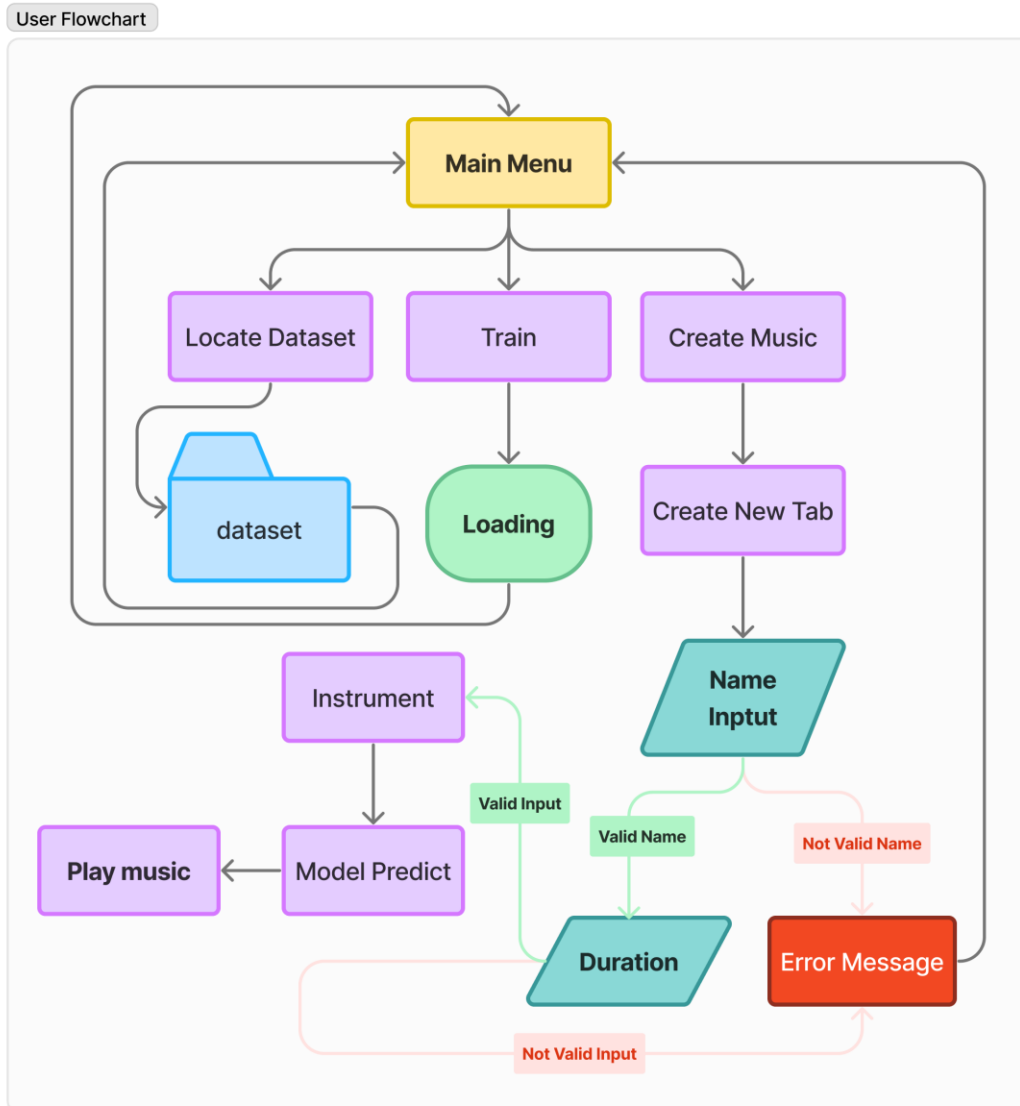 User Flowchart
Main Menu
Locate Dataset
Train
Create Music
dataset
Loading
Create New Tab
Name
Inptut
Instrument
Valid Input
Valid Name
Not Valid Name
Play music
Model Predict
Duration
Error Message
Not Valid Input